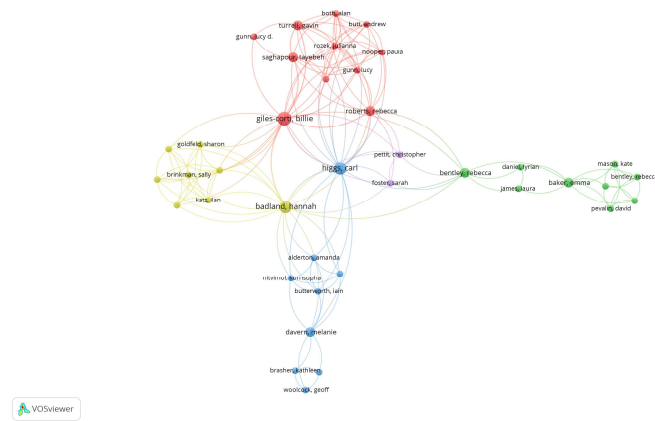 both, alan
turrell, gavin
buti, andrew
gunn, lucy d.
rozek, julianna
nooper, paula
saghapour, tayebeh
gunn, lucy
roberts, rebecca
giles-corti, billie
goldfeld, sharon
pettit, christopher
higgs, carl
daniel, lyrian
mason, kate
brinkman, sally
bentley, rebecca
bentley, rebecc
foster, sarah
baker, emma
james, laura
katz, ilan
badland, hannah
pevalin, david
alderton, amanda
butterworth, iain
davern, melanie
brasher, kathleen
woolcock, geoff
VOSviewer